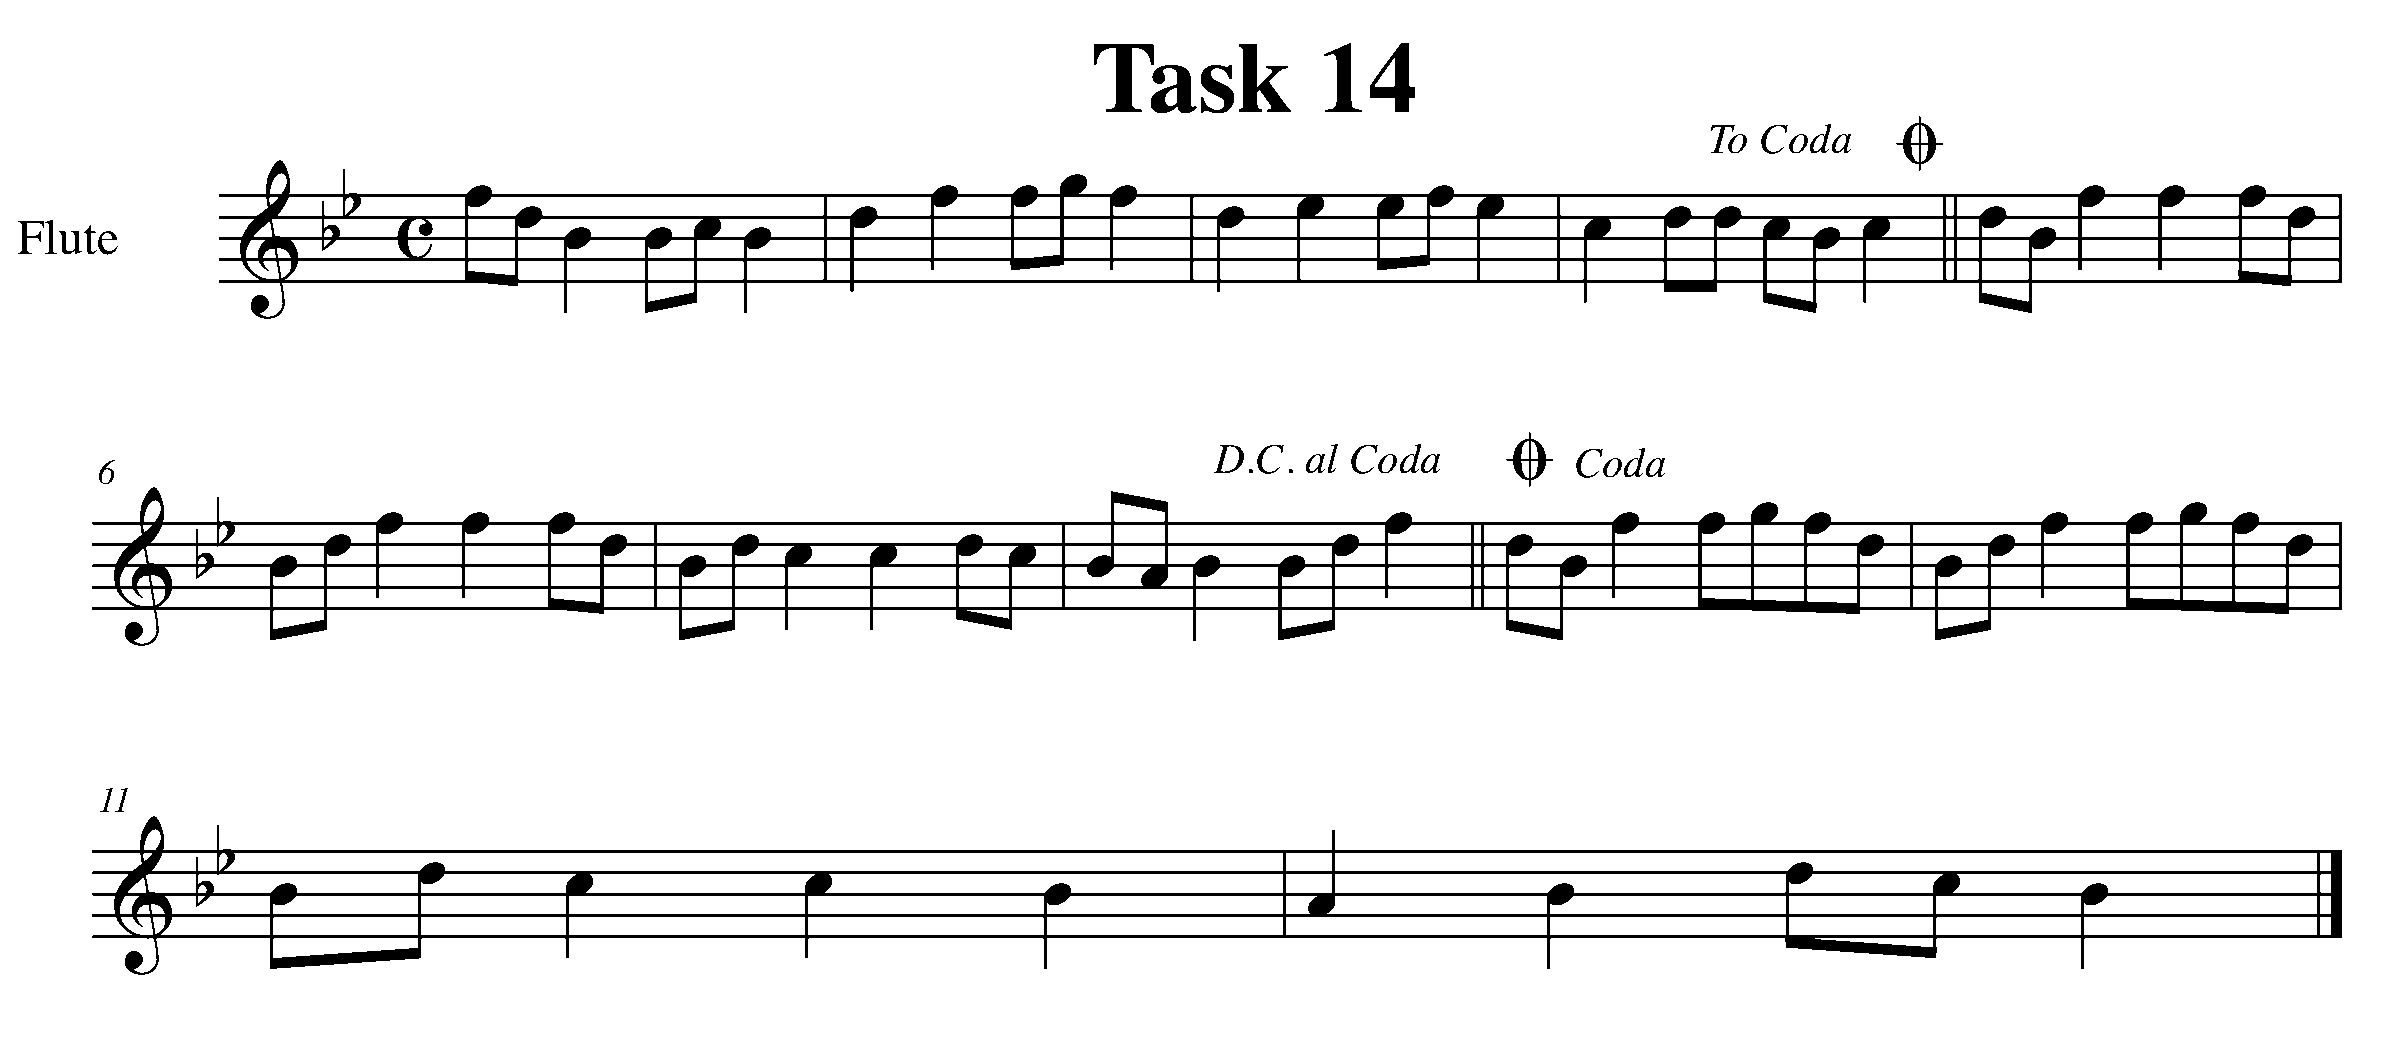 Task 14
To Coda
Flute
6
D.C. al Coda
Coda
11